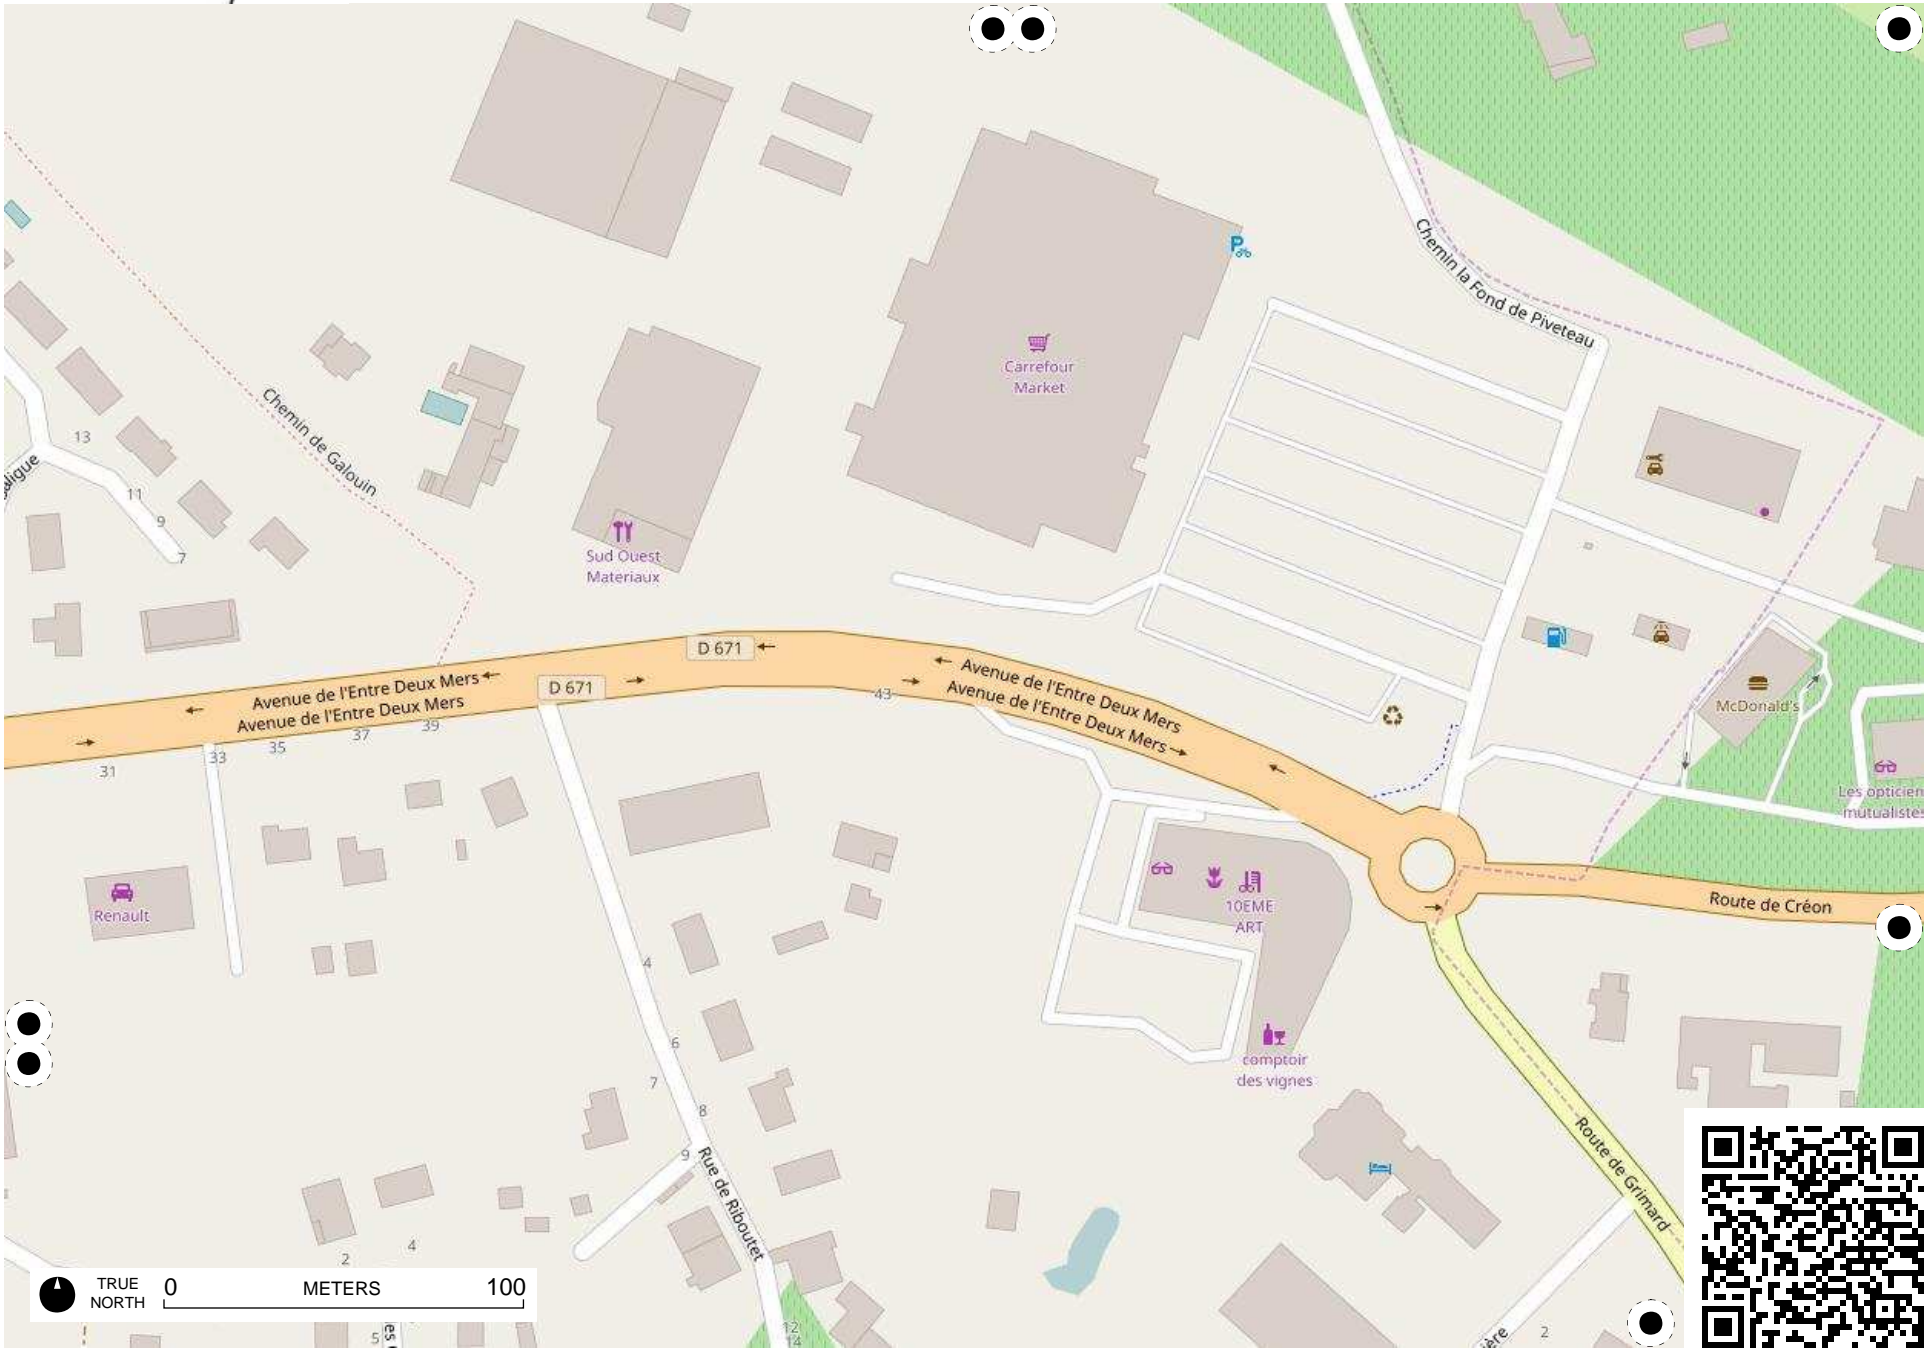 Chemin la Fond de Piveteau
Carrefour
Market
Chemin de Galouin
13
11
9
7
Sud Ouest
Materiaux
D 671
D 671
Avenue de l'Entre Deux Mers
Avenue de l'Entre Deux Mers
Avenue de l'Entre Deux Mers
Avenue de l'Entre Deux Mers
43
31
33
35
37
39
McDonald's
Les opticien
mutualistes
Renault
10EME
ART
Route de Créon
4
6
7
8
9
comptoir
des vignes
Rue de Riboutet
Route de Grimard
2
4
5
12
14
2
TRUE
NORTH
0 METERS 100